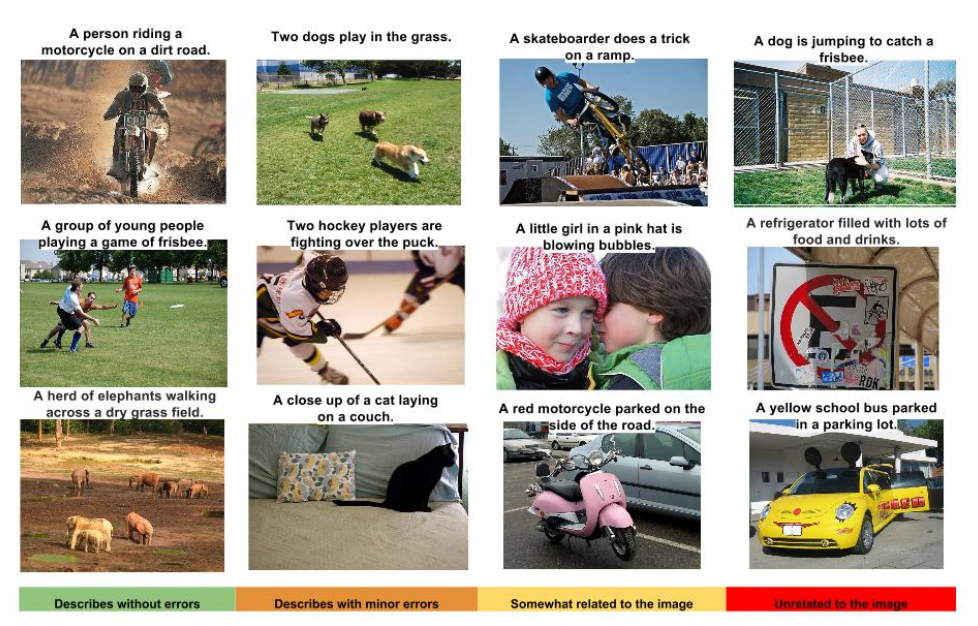 A person riding a
motorcycle on a dirt road.
Two dogs play in the grass.
A skateboarder does a trick
on a ramp.
A dog is jumping to catch a
frisbee.
A group of young people
playing a game of frisbee.
Two hockey players are
fighting over the puck.
A little girl in a pink hat is
blowing bubbles.
A refrigerator filled with lots of
food and drinks.
RDK
A herd of elephants walking
across a dry grass field.
A close up of a cat laying
on a couch.
A red motorcycle parked on the
side of the road.
A yellow school bus parked
in a parking lot.
Describes without errors
Describes with minor errors
Somewhat related to the image
Unrelated to the image